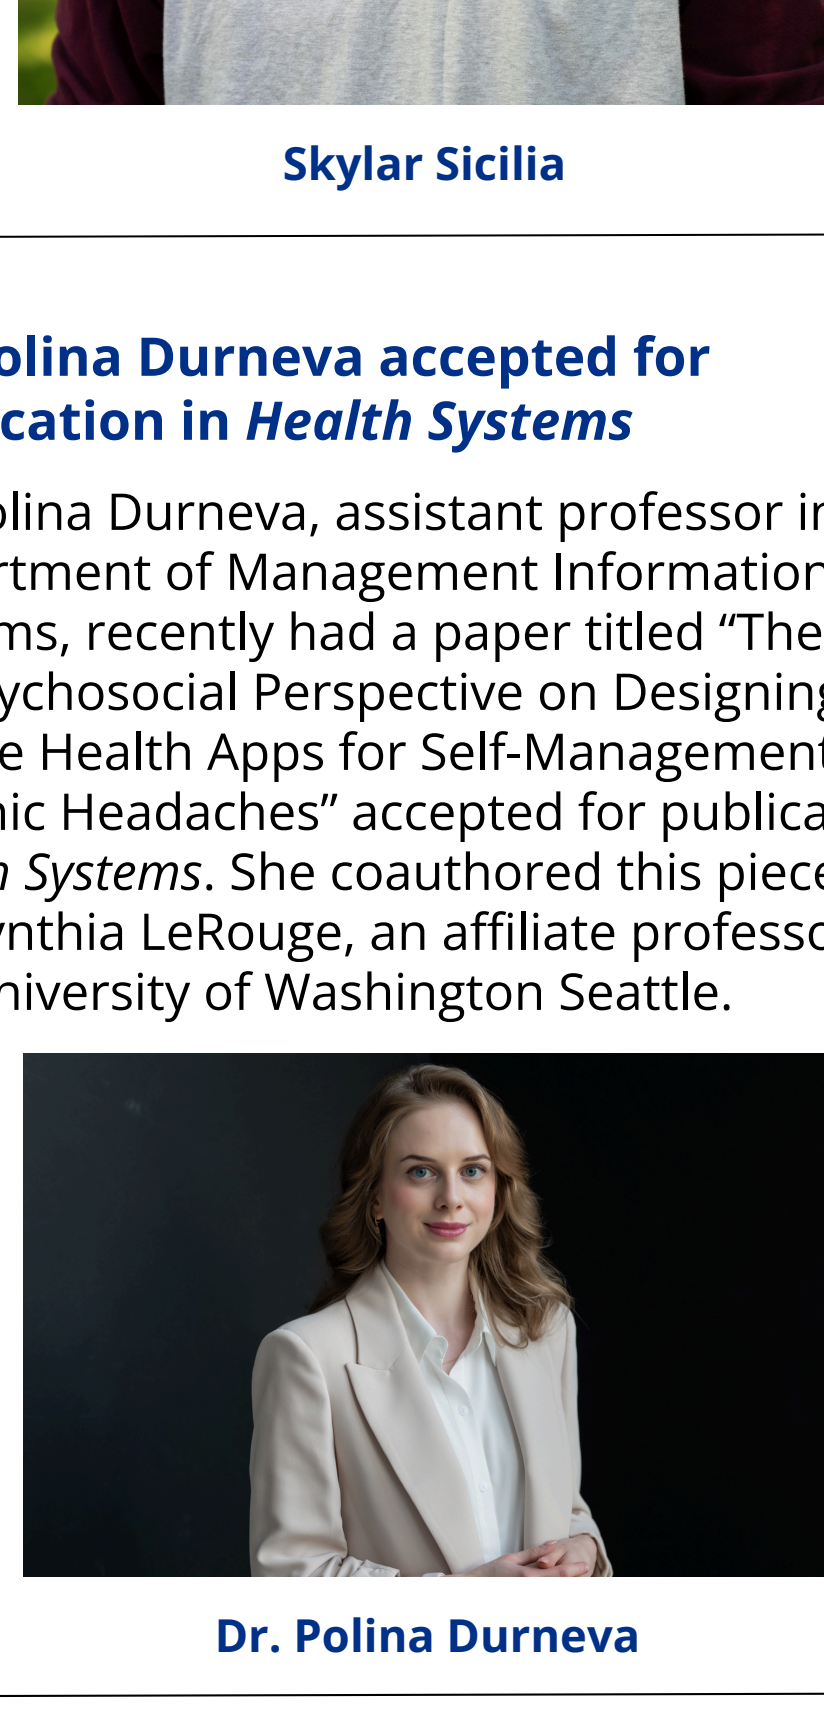 Skylar Sicilia
olina Durneva accepted for
cation in Health Systems
olina Durneva, assistant professor in
rtment of Management Information
ms, recently had a paper titled “The
ychosocial Perspective on Designing
e Health Apps for Self-Management
nic Headaches” accepted for publica
h Systems. She coauthored this piece
ynthia LeRouge, an affiliate professo
niversity of Washington Seattle.
Dr. Polina Durneva